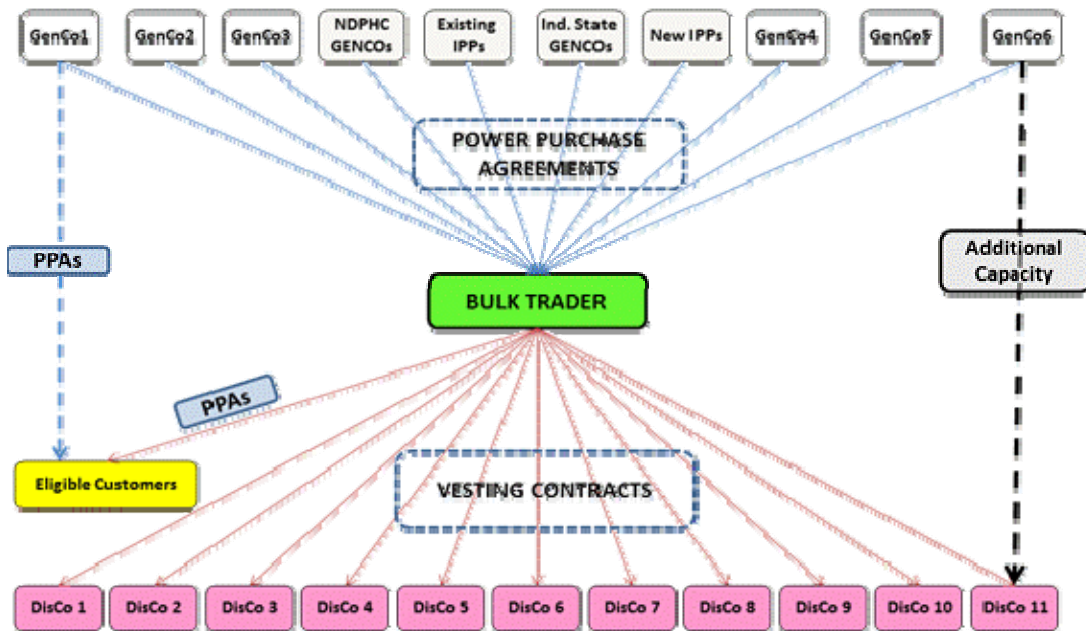 GenCo1
GenCo2
GenCo3
NDPHC
GENCOs
Existing
IPPs
Ind. State
GENCOs
New IPPs
GenCo4
GenCo5
GenCo6
POWER PURCHASE
AGREEMENTS
PPAs
Additional
Capacity
BULK TRADER
PPAs
Eligible Customers
VESTING CONTRACTS
DisCo 1
DisCo 2
DisCo 3
DisCo 4
DisCo 5
DisCo 6
DisCo 7
DisCo 8
DisCo 9
DisCo 10
DisCo 11